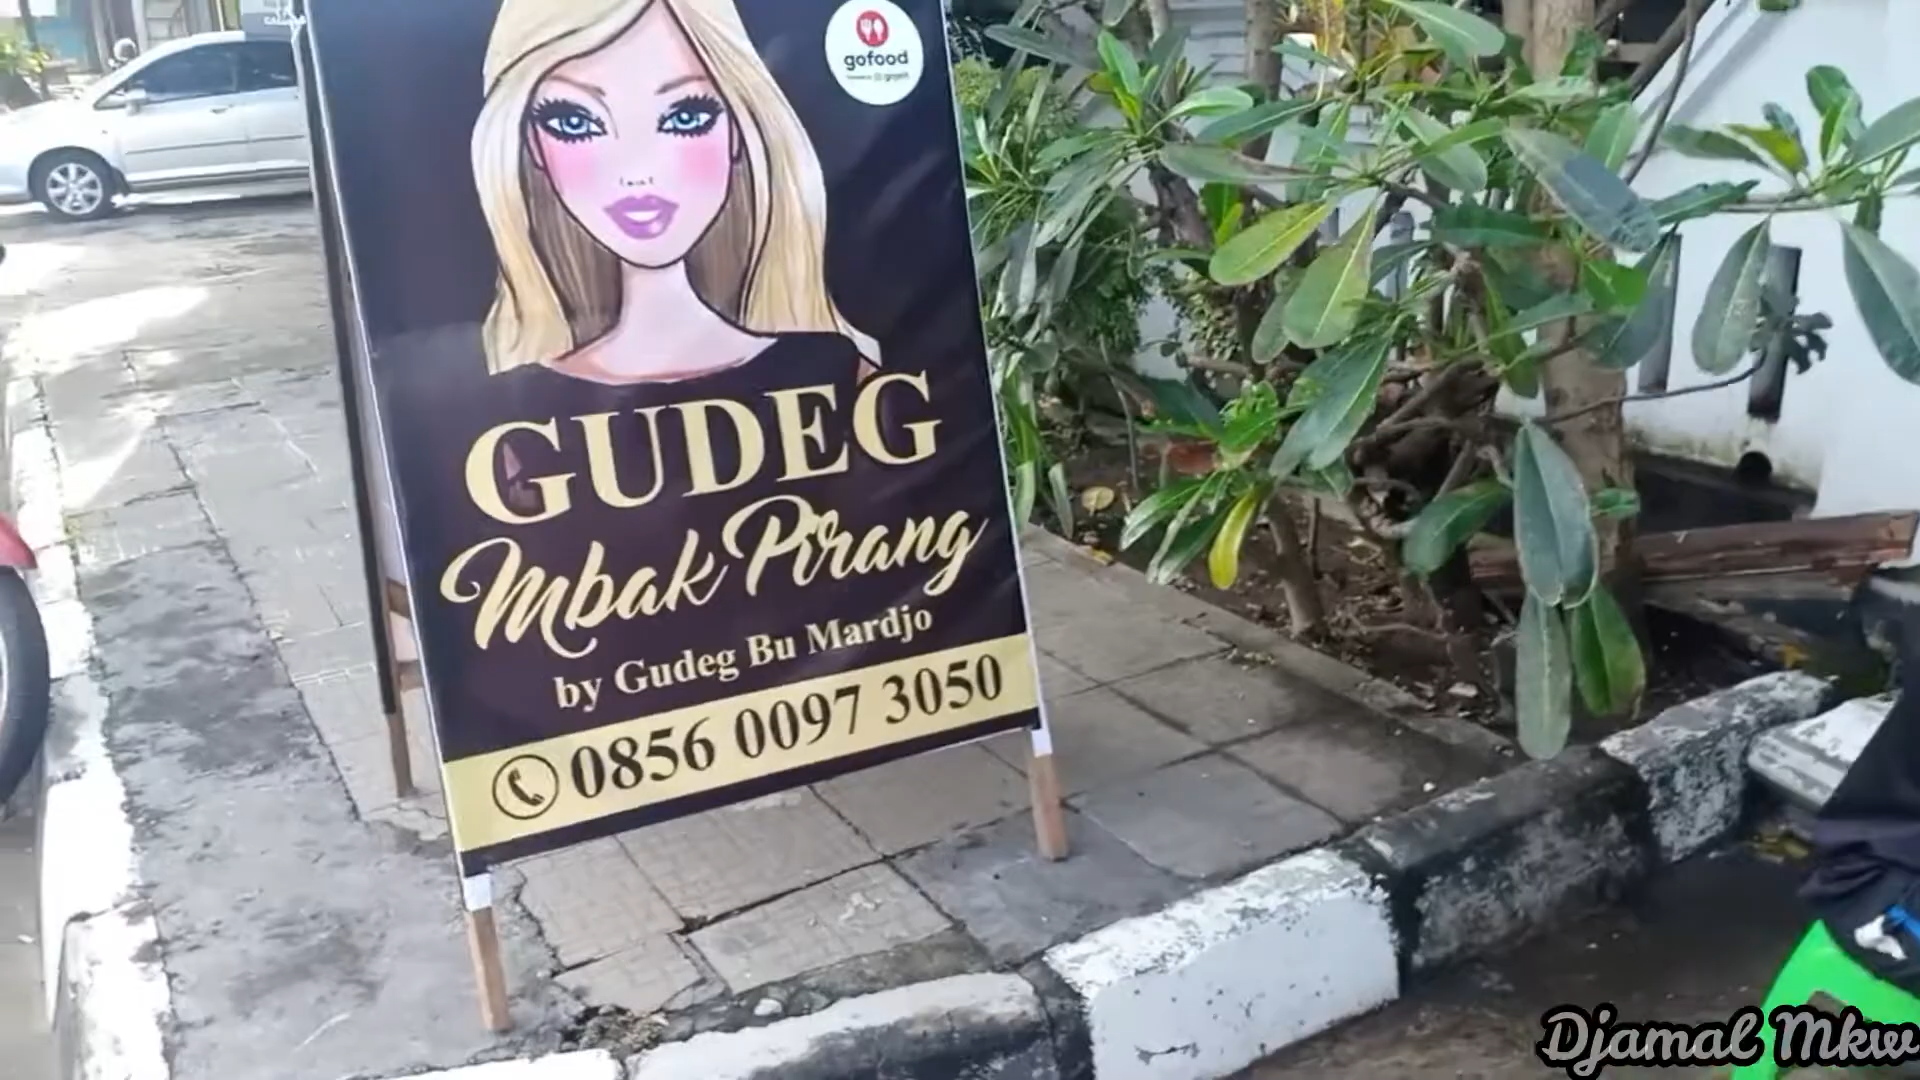 gofood
GUDEG
Mbak Pirang
by Gudeg Bu Mardjo
0856 0097 3050
Djamal Mkw